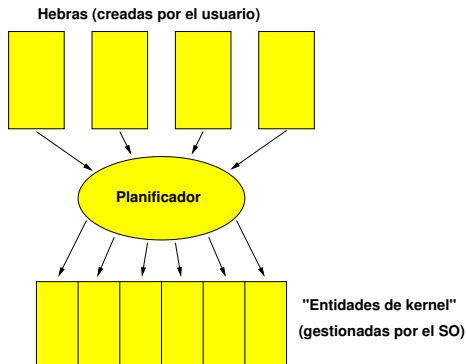 Hebras (creadas por el usuario)
Planificador
"Entidades de kernel"
(gestionadas por el SO)